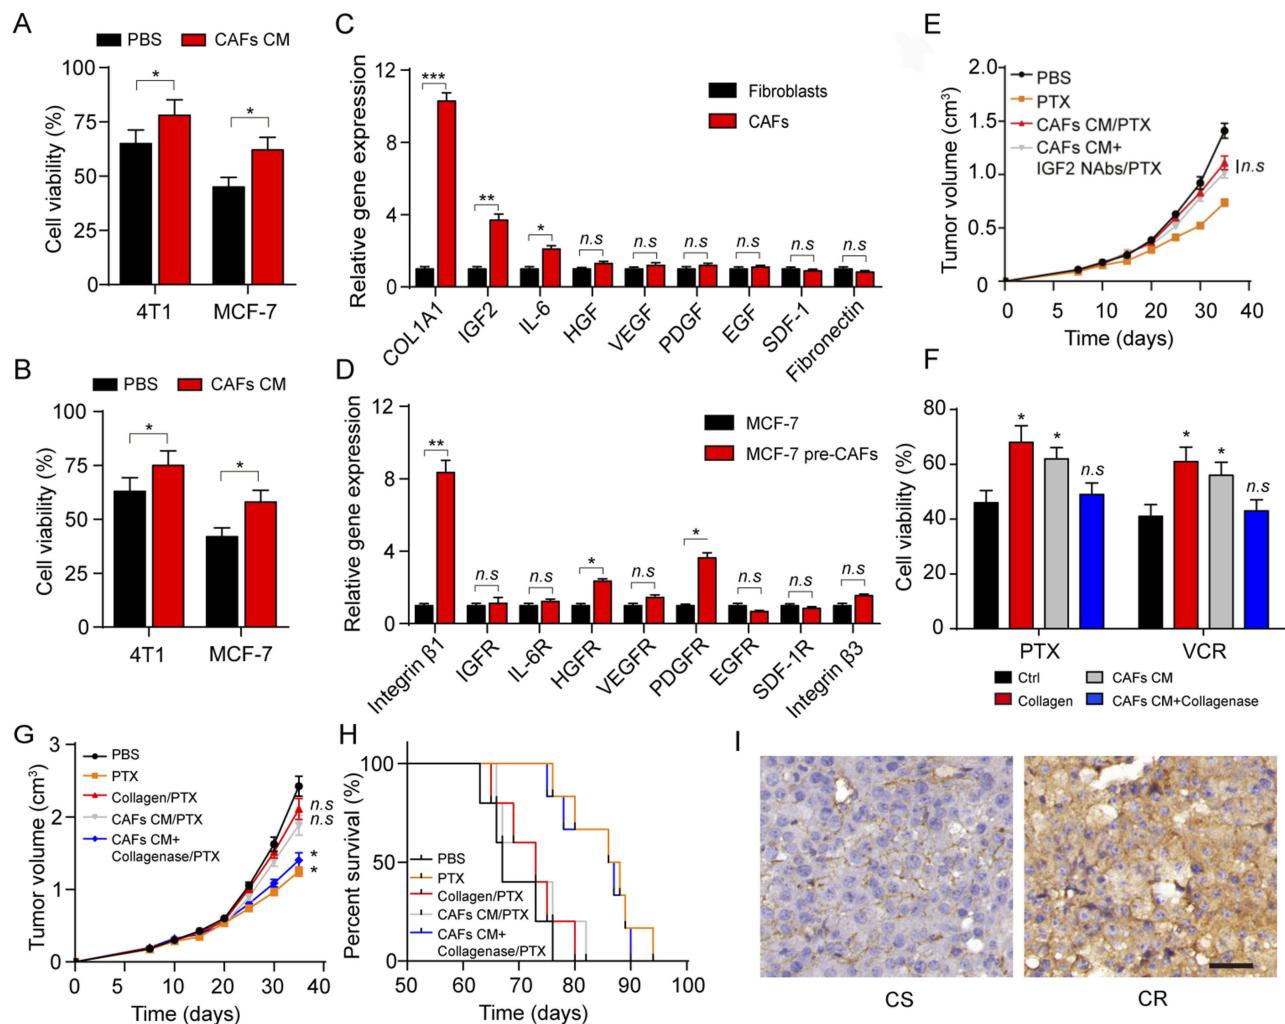 A
PBS
CAFs CM
Cell viability (%)
100
75
50
25
0
*
*
4T1
MCF-7
B
PBS
CAFs CM
Cell viability (%)
100
75
50
25
0
*
*
4T1
MCF-7
C
Relative gene expression
12
8
4
0
Fibroblasts
CAFs
***
**
*
n.s
n.s
n.s
n.s
n.s
n.s
COL1A1
IGF2
IL-6
HGF
VEGF
PDGF
EGF
SDF-1
Fibronectin
D
Relative gene expression
12
8
4
0
MCF-7
MCF-7 pre-CAFs
**
n.s
n.s
*
n.s
*
n.s
n.s
n.s
Integrin β1
IGFR
IL-6R
HGFR
VEGFR
PDGFR
EGFR
SDF-1R
Integrin β3
E
Tumor volume (cm³)
2.0
1.5
1.0
0.5
0
PBS
PTX
CAFs CM/PTX
CAFs CM+
IGF2 NAbs/PTX
n.s
0 5 10 20 30 40
Time (days)
F
Cell viability (%)
80
60
40
20
0
*
*
n.s
*
*
n.s
PTX
VCR
Ctrl
CAFs CM
Collagen
CAFs CM+Collagenase
G
Tumor volume (cm³)
3
2
1
0
PBS
PTX
Collagen/PTX
CAFs CM/PTX
CAFs CM+
Collagenase/PTX
n.s
n.s
*
*
0 5 10 20 30 40
Time (days)
H
Percent survival (%)
100
50
0
PBS
PTX
Collagen/PTX
CAFs CM/PTX
CAFs CM+
Collagenase/PTX
50 60 70 80 90 100
Time (days)
I
CS
CR